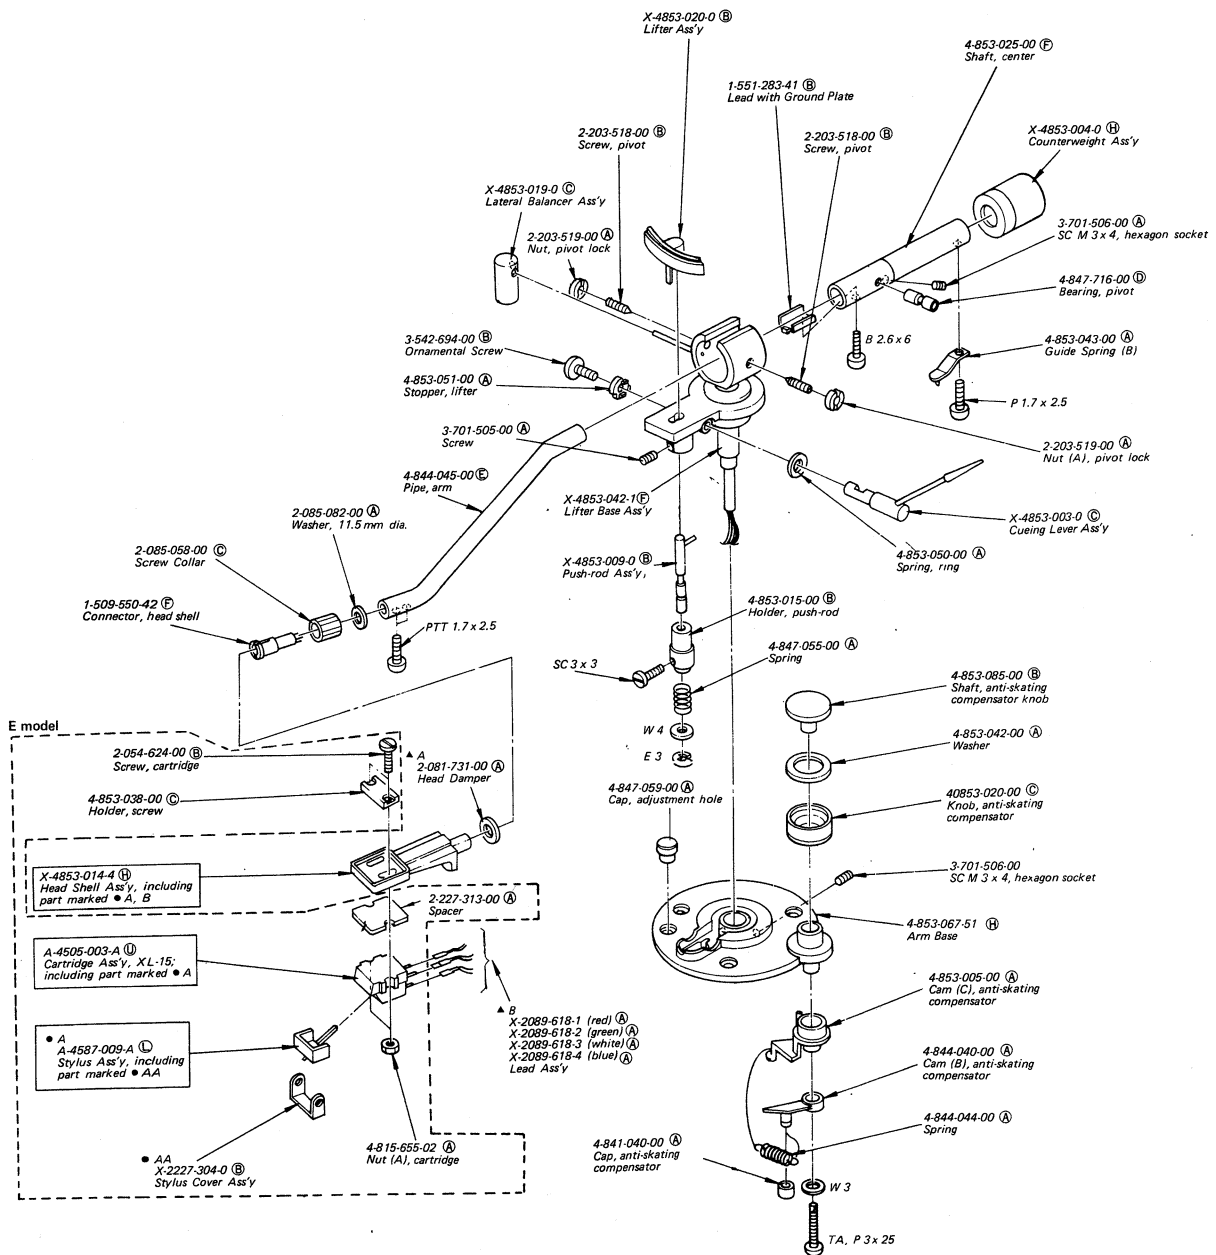 X-4853-020-0 Ⓑ
Lifter Ass'y
4-853-025-00 Ⓕ
Shaft, center
1-551-283-41 Ⓑ
Lead with Ground Plate
X-4853-004-0 Ⓗ
Counterweight Ass'y
2-203-518-00 Ⓑ
Screw, pivot
2-203-518-00 Ⓑ
Screw, pivot
X-4853-019-0 Ⓒ
Lateral Balancer Ass'y
3-701-506-00 Ⓐ
SC M 3 x 4, hexagon socket
2-203-519-00 Ⓐ
Nut, pivot lock
4-847-716-00 Ⓓ
Bearing, pivot
3-542-694-00 Ⓑ
Ornamental Screw
B 2.6 x 6
4-853-043-00 Ⓐ
Guide Spring (B)
4-853-051-00 Ⓐ
Stopper, lifter
P 1.7 x 2.5
3-701-505-00 Ⓐ
Screw
2-203-519-00 Ⓐ
Nut (A), pivot lock
4-844-045-00 Ⓔ
Pipe, arm
X-4853-042-1 Ⓕ
Lifter Base Ass'y
2-085-082-00 Ⓐ
Washer, 11.5 mm dia.
X-4853-003-0 Ⓒ
Cueing Lever Ass'y
2-085-058-00 Ⓒ
Screw Collar
X-4853-009-0 Ⓑ
Push-rod Ass'y,
4-853-050-00 Ⓐ
Spring, ring
1-509-550-42 Ⓕ
Connector, head shell
4-853-015-00 Ⓑ
Holder, push-rod
PTT 1.7 x 2.5
4-847-055-00 Ⓐ
Spring
SC 3 x 3
4-853-085-00 Ⓑ
Shaft, anti-skating
compensator knob
E model
W 4
2-054-624-00 Ⓑ
Screw, cartridge
▲ A
2-081-731-00 Ⓐ
Head Damper
E 3
4-853-042-00 Ⓐ
Washer
4-853-038-00 Ⓒ
Holder, screw
4-847-059-00 Ⓐ
Cap, adjustment hole
40853-020-00 Ⓒ
Knob, anti-skating
compensator
X-4853-014-4 Ⓗ
Head Shell Ass'y, including
part marked ● A, B
3-701-506-00
SC M 3 x 4, hexagon socket
2-227-313-00 Ⓐ
Spacer
4-853-067-51 Ⓗ
Arm Base
A-4505-003-A Ⓤ
Cartridge Ass'y, XL-15;
including part marked ● A
4-853-005-00 Ⓐ
Cam (C), anti-skating
compensator
▲ B
X-2089-618-1 (red) Ⓐ
X-2089-618-2 (green) Ⓐ
X-2089-618-3 (white) Ⓐ
X-2089-618-4 (blue) Ⓐ
Lead Ass'y
● A
A-4587-009-A Ⓛ
Stylus Ass'y, including
part marked ● AA
4-844-040-00 Ⓐ
Cam (B), anti-skating
compensator
4-844-044-00 Ⓐ
Spring
4-815-655-02 Ⓐ
Nut (A), cartridge
4-841-040-00 Ⓐ
Cap, anti-skating
compensator
● AA
X-2227-304-0 Ⓑ
Stylus Cover Ass'y
W 3
TA, P 3 x 25